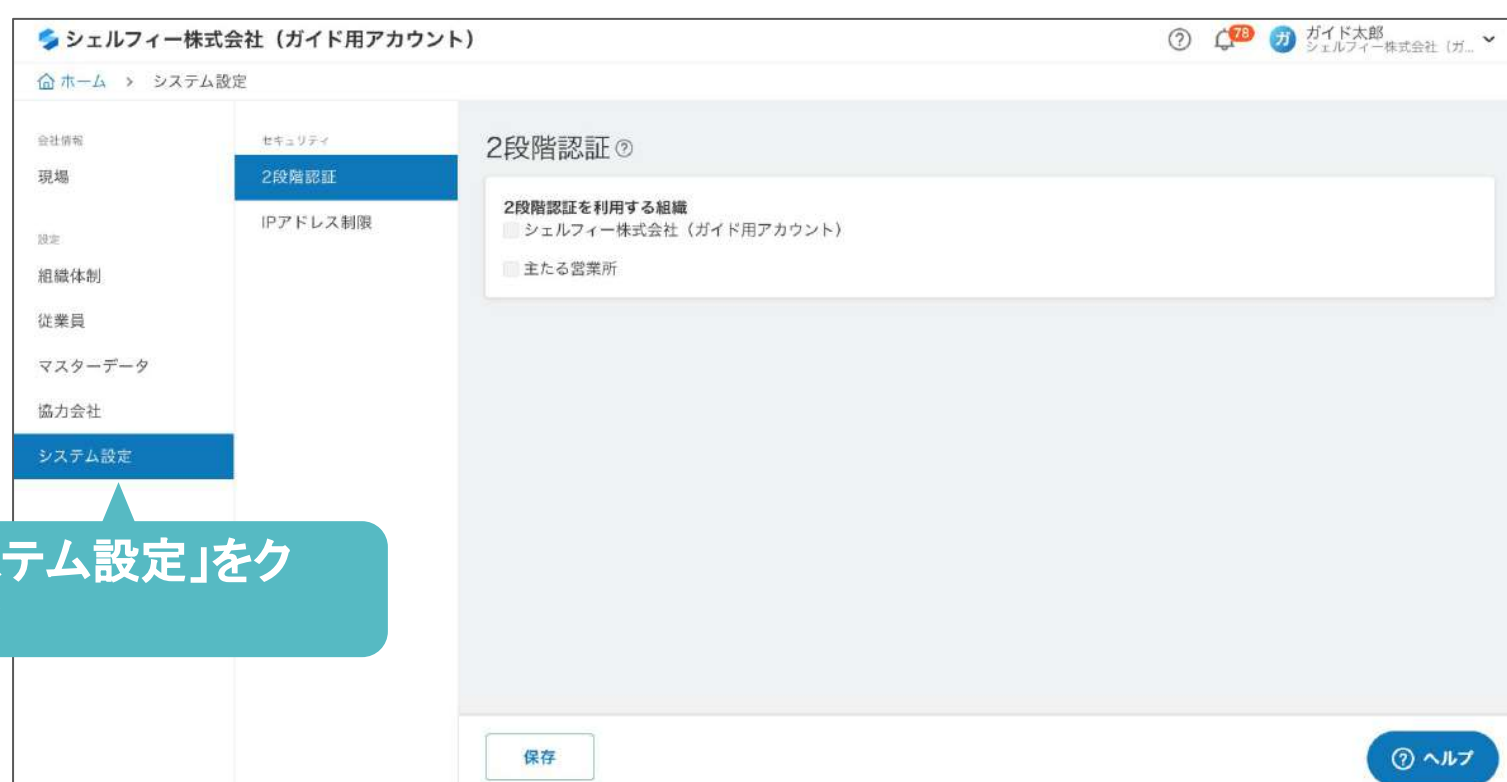 シェルフィー株式会社（ガイド用アカウント）
78
ガ
ガイド太郎
シェルフィー株式会社（ガ...
ホーム > システム設定
会社情報
現場
設定
組織体制
従業員
マスターデータ
協力会社
システム設定
セキュリティ
2段階認証
IPアドレス制限
2段階認証
2段階認証を利用する組織
シェルフィー株式会社（ガイド用アカウント）
主たる営業所
テム設定」をク
保存
ヘルプ